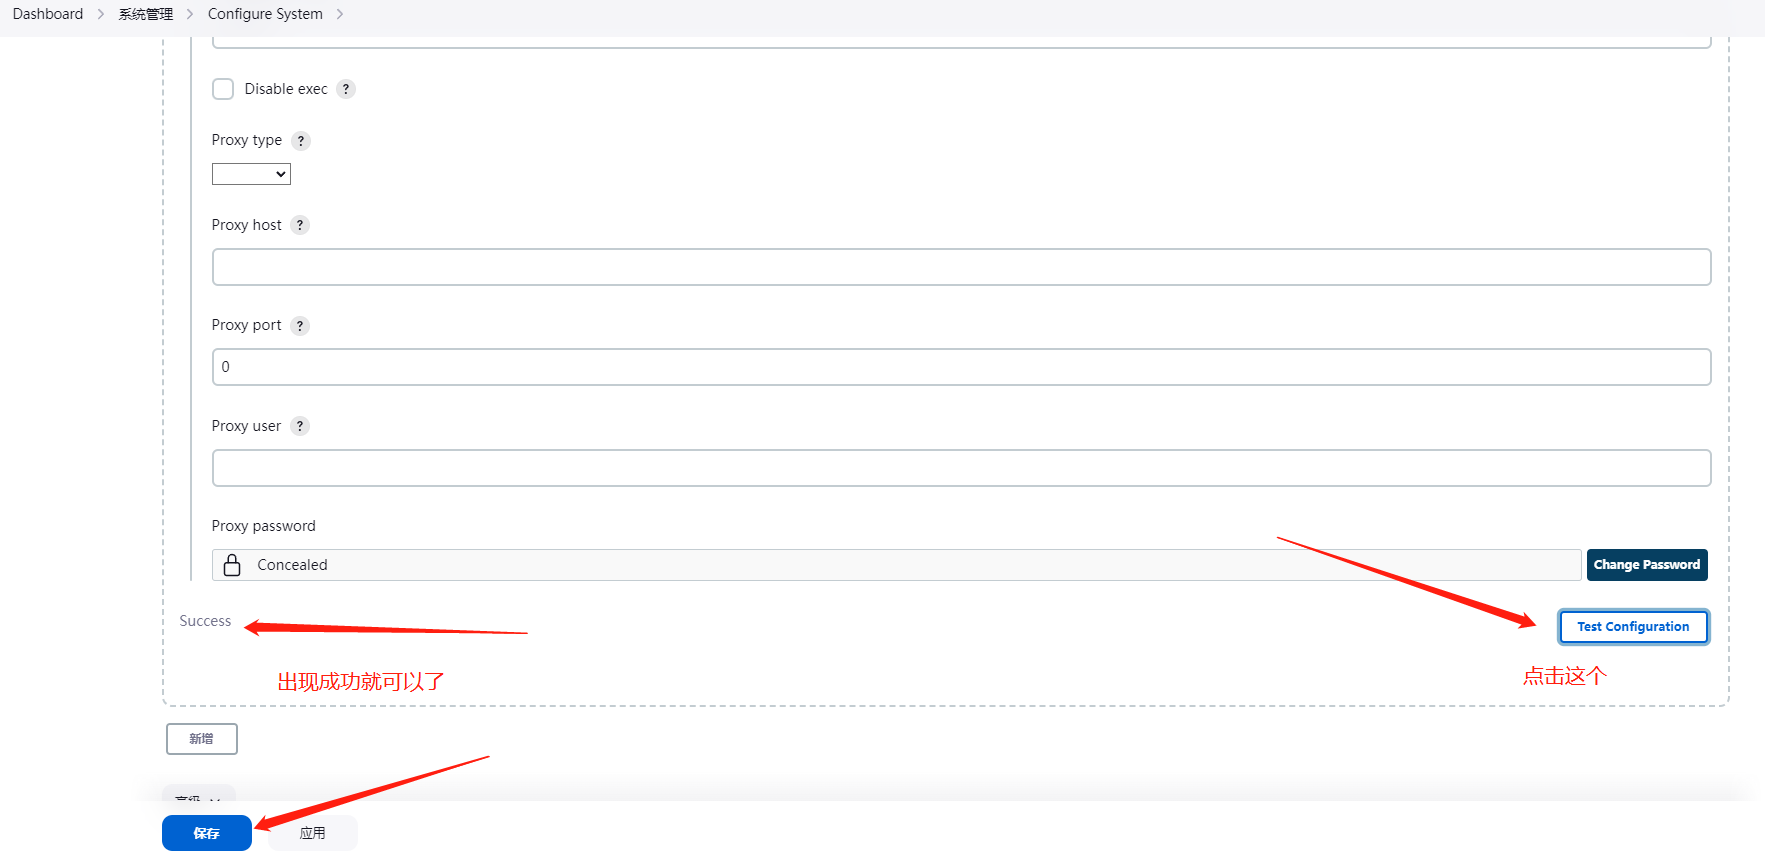 Dashboard > 系统管理 > Configure System >
Disable exec ?
Proxy type ?
Proxy host ?
Proxy port ?
0
Proxy user ?
Proxy password
Concealed
Change Password
Success
Test Configuration
出现成功就可以了
点击这个
新增
高级
保存
应用